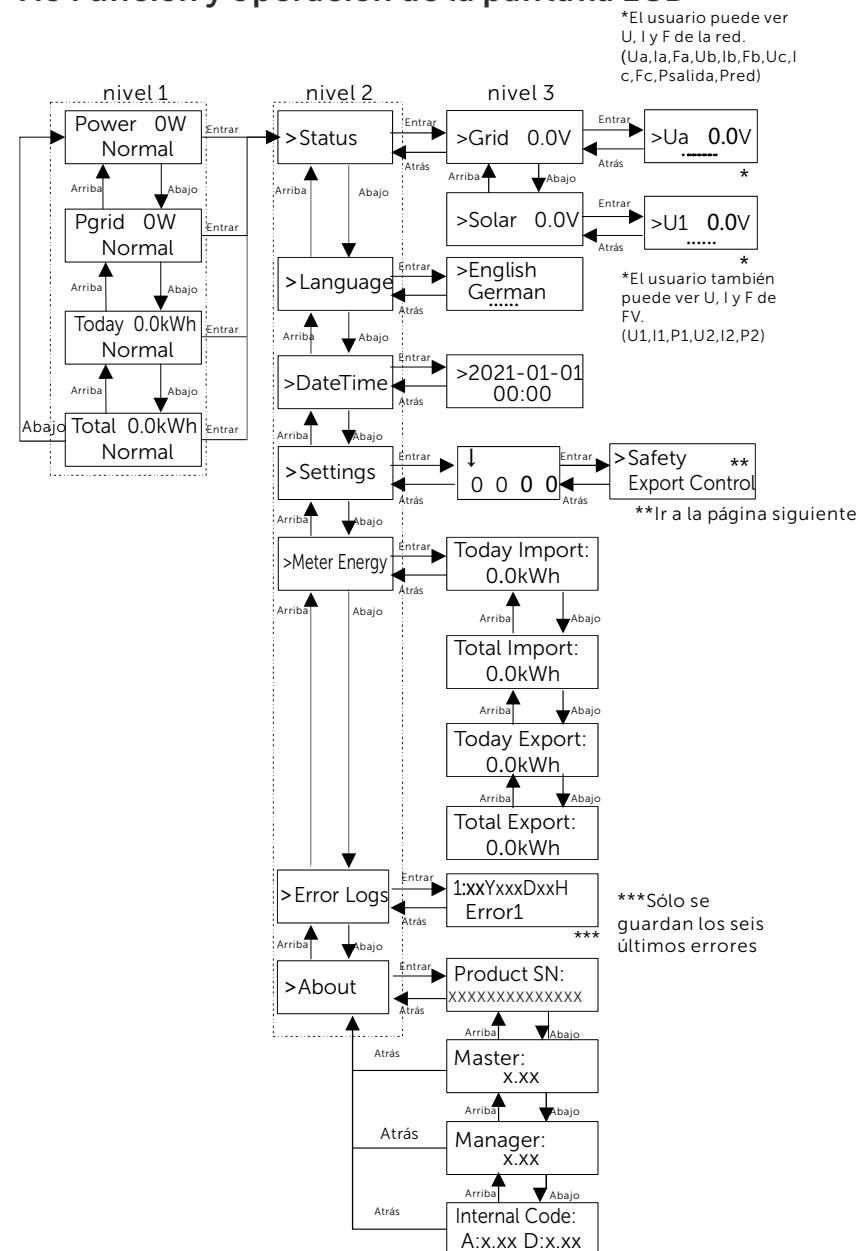 *El usuario puede ver
U, I y F de la red.
(Ua,Ia,Fa,Ub,Ib,Fb,Uc,I
c,Fc,Psalida,Pred)
nivel 1
nivel 2
nivel 3
Power 0W
Normal
Entrar
>Status
Entrar
Atrás
>Grid 0.0V
Entrar
Atrás
>Ua 0.0V
.........
*
Arriba
Abajo
Arriba
Abajo
Arriba
Abajo
Pgrid 0W
Normal
Entrar
>Solar 0.0V
Entrar
Atrás
>U1 0.0V
......
*
*El usuario también
puede ver U, I y F de
FV.
(U1,I1,P1,U2,I2,P2)
Arriba
Abajo
>Language
Entrar
Atrás
>English
German
......
Today 0.0kWh
Normal
Entrar
Arriba
Abajo
Arriba
Abajo
>DateTime
Entrar
Atrás
>2021-01-01
00:00
Abajo
Total 0.0kWh
Normal
Entrar
Arriba
Abajo
>Settings
Entrar
Atrás
↓
0 0 0 0
Entrar
Atrás
>Safety **
Export Control
**Ir a la página siguiente
Arriba
Abajo
>Meter Energy
Entrar
Atrás
Today Import:
0.0kWh
Arriba
Abajo
Arriba
Abajo
Total Import:
0.0kWh
Arriba
Abajo
Today Export:
0.0kWh
Arriba
Abajo
Total Export:
0.0kWh
>Error Logs
Entrar
Atrás
1:xxYxxxDxxH
Error1
***
***Sólo se
guardan los seis
últimos errores
Arriba
Abajo
>About
Entrar
Atrás
Product SN:
XXXXXXXXXXXXXX
Arriba
Abajo
Atrás
Master:
x.xx
Arriba
Abajo
Atrás
Manager:
x.xx
Arriba
Abajo
Atrás
Internal Code:
A:x.xx D:x.xx